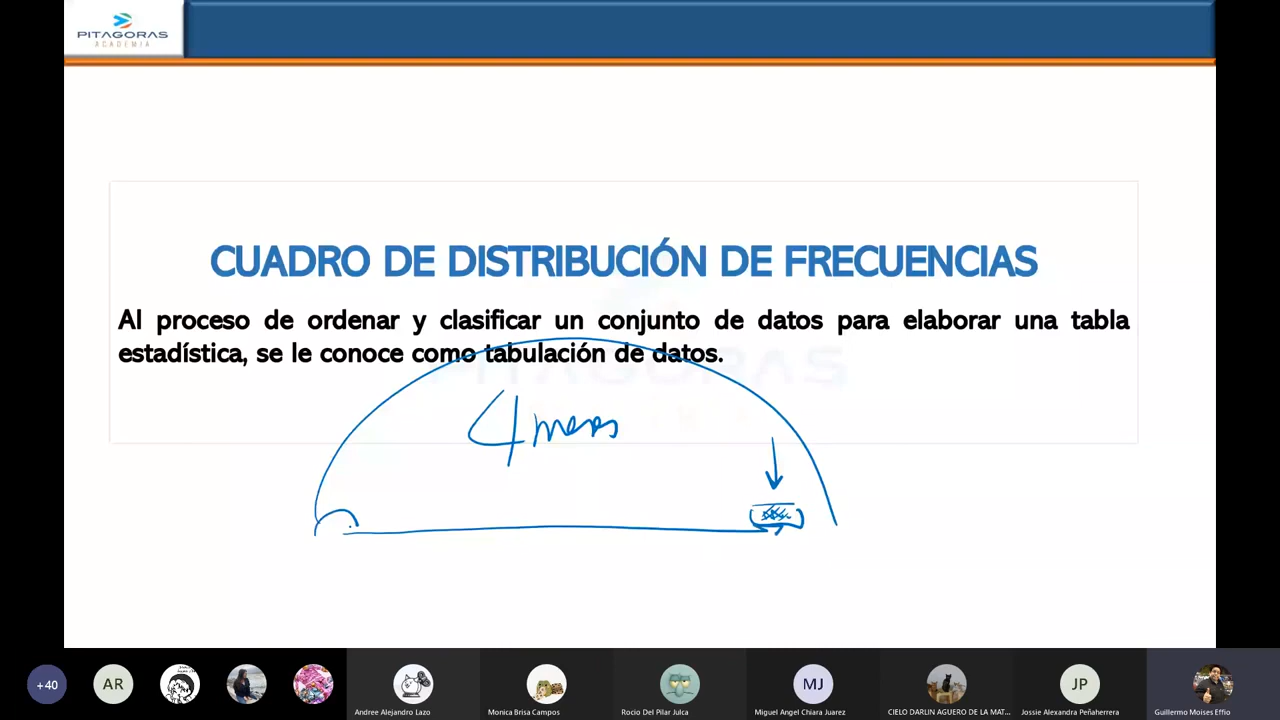 PITAGORAS
ACADEMIA
CUADRO DE DISTRIBUCIÓN DE FRECUENCIAS
Al proceso de ordenar y clasificar un conjunto de datos para elaborar una tabla
estadística, se le conoce como tabulación de datos.
PITAGORAS
4 meses
+40
AR
MJ
JP
Andree Alejandro Lazo
Monica Brisa Campos
Rocio Del Pilar Julca
Miguel Angel Chiara Juarez
CIELO DARLIN AGUERO DE LA MAT...
Jossie Alexandra Peñaherrera
Guillermo Moises Effio